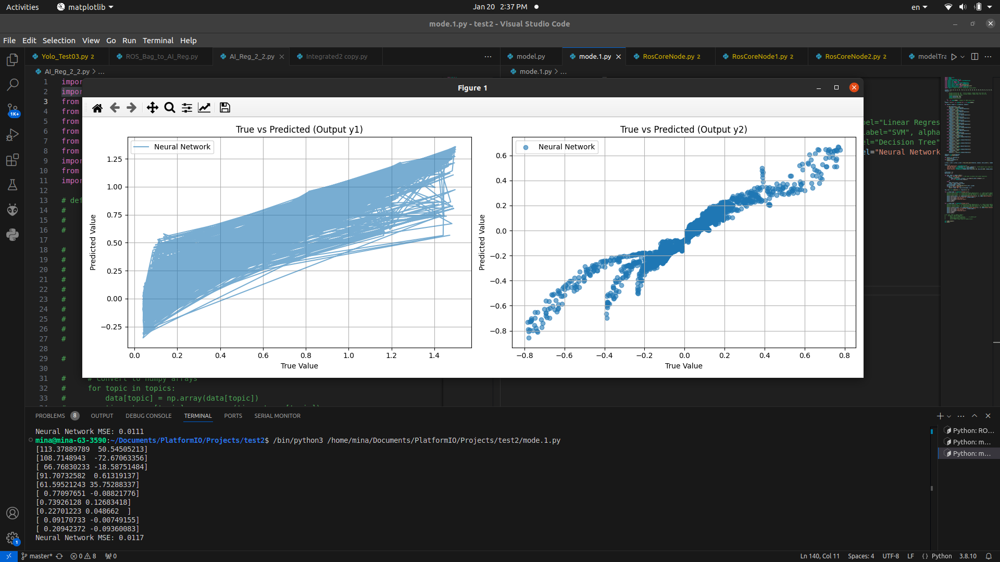 Activities
matplotlib
Jan 20 2:37 PM
en
mode.1.py - test2 - Visual Studio Code
File Edit Selection View Go Run Terminal Help
Yolo_Test03.py 2
ROS_Bag_to_AI_Reg.py
AI_Reg_2_2.py
Integrated2 copy.py
model.py
mode.1.py
RosCoreNode.py 2
RosCoreNode1.py 2
RosCoreNode2.py 2
modelTra
AI_Reg_2_2.py > ...
mode.1.py > ...
1 impor
2 impor
3 from
4 from
5 from
6 from
7 from
8 from
9 impor
10 from
11 impor
12
13 # def
14 #
15 #
16 #
17
18 #
19 #
20 #
21 #
22 #
23 #
24 #
25 #
26 #
27 #
28
29 #
30
31 # # Convert to numpy arrays
32 # for topic in topics:
33 # data[topic] = np.array(data[topic])
1K+
Figure 1
True vs Predicted (Output y1)
Neural Network
Predicted Value
1.25
1.00
0.75
0.50
0.25
0.00
−0.25
0.0 0.2 0.4 0.6 0.8 1.0 1.2 1.4
True Value
True vs Predicted (Output y2)
Neural Network
Predicted Value
0.6
0.4
0.2
0.0
−0.2
−0.4
−0.6
−0.8
−0.8 −0.6 −0.4 −0.2 0.0 0.2 0.4 0.6 0.8
True Value
bel="Linear Regres
label="SVM", alpha
el="Decision Tree"
el="Neural Network
PROBLEMS 8 OUTPUT DEBUG CONSOLE TERMINAL PORTS SERIAL MONITOR
Neural Network MSE: 0.0111
mina@mina-G3-3590:~/Documents/PlatformIO/Projects/test2$ /bin/python3 /home/mina/Documents/PlatformIO/Projects/test2/mode.1.py
[113.37889789 50.54505213]
[108.7148943 -72.67063356]
[ 66.76830233 -18.58751484]
[91.70732582 0.61319137]
[61.59521243 35.75288337]
[ 0.77097651 -0.08821776]
[0.73926128 0.12683418]
[0.22701223 0.048662 ]
[ 0.09170733 -0.00749155]
[ 0.20942372 -0.09360083]
Neural Network MSE: 0.0117
Python: RO...
Python: m...
Python: m...
1
master* 0 8 0
Ln 140, Col 11 Spaces: 4 UTF-8 LF Python 3.8.10